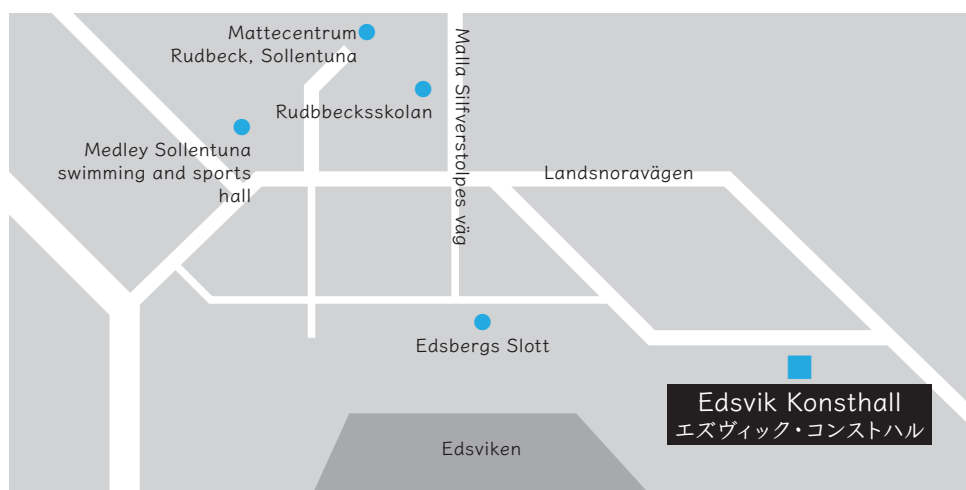 Mattecentrum
Rudbeck, Sollentuna
Malla Silfverstolpes väg
Rudbbecksskolan
Medley Sollentuna
swimming and sports
hall
Landsnoravägen
Edsbergs Slott
Edsvik Konsthall
エズヴィック・コンストハル
Edsviken